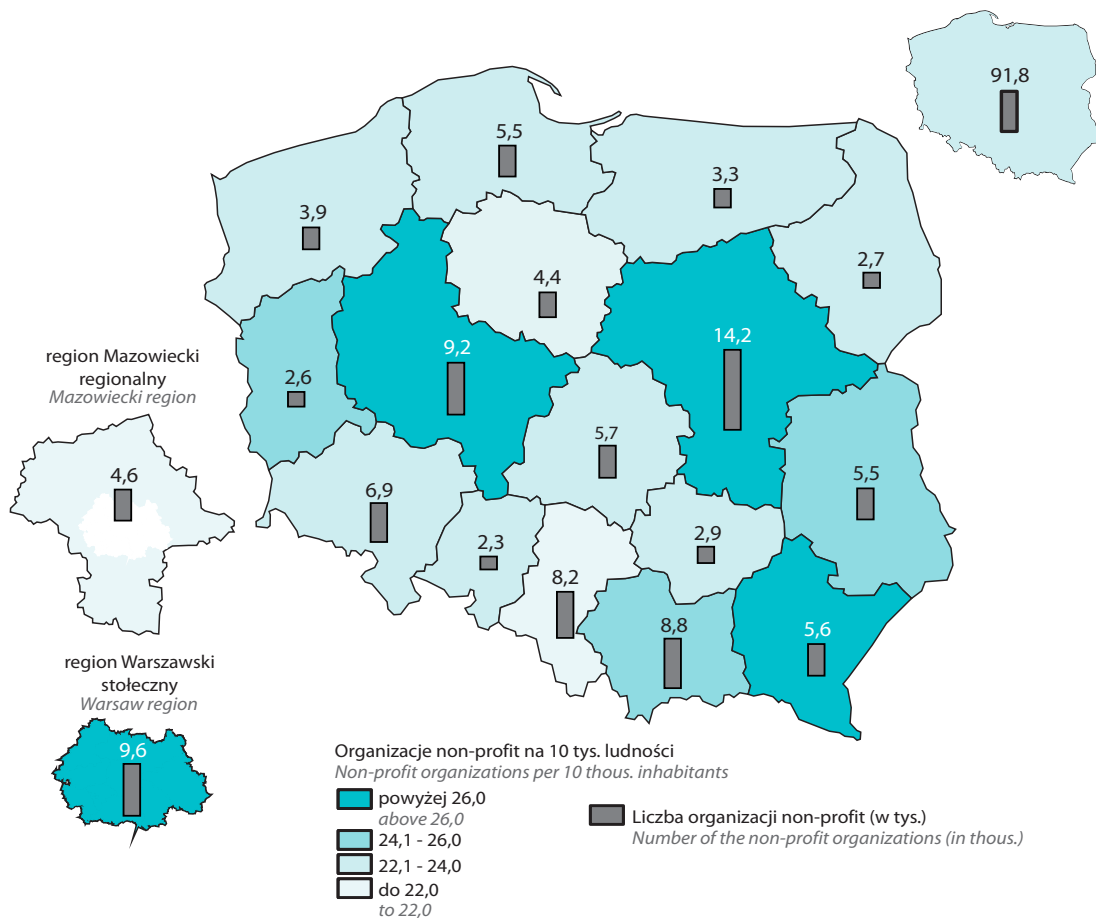 91,8
5,5
3,3
3,9
2,7
4,4
14,2
9,2
region Mazowiecki
regionalny
Mazowiecki region
2,6
5,7
4,6
5,5
6,9
2,9
2,3
8,2
8,8
5,6
region Warszawski
stołeczny
Warsaw region
9,6
Organizacje non-profit na 10 tys. ludności
Non-profit organizations per 10 thous. inhabitants
powyżej 26,0
above 26,0
24,1 - 26,0
22,1 - 24,0
do 22,0
to 22,0
Liczba organizacji non-profit (w tys.)
Number of the non-profit organizations (in thous.)